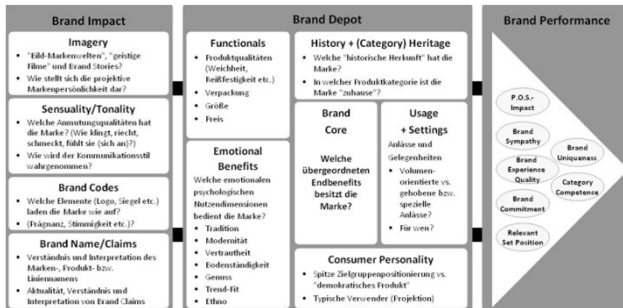 Brand Impact
Imagery
• "Bild-Markenwelten", "geistige
Filme" und Brand Stories?
• Wie stellt sich die projektive
Markenpersönlichkeit dar?
Sensuality/Tonality
• Welche Anmutungsqualitäten hat
die Marke? (Wie klingt, riecht,
schmeckt, fühlt sie (sich an)?)
• Wie wird der Kommunikationsstil
wahrgenommen?
Brand Codes
• Welche Elemente (Logo, Siegel etc.)
laden die Marke wie auf?
• (Prägnanz, Stimmigkeit etc.)?
Brand Name/Claims
• Verständnis und Interpretation des
Marken-, Produkt- bzw.
Liniennamens
• Aktualität, Verständnis und
Interpretation von Brand Claims
Brand Depot
Functionals
• Produktqualitäten
(Weichheit,
Reißfestigkeit etc.)
• Verpackung
• Größe
• Preis
Emotional
Benefits
Welche emotionalen
psychologischen
Nutzendimensionen
bedient die Marke?
• Tradition
• Modernität
• Vertrautheit
• Bodenständigkeit
• Genuss
• Trend-Fit
• Ethno
History + (Category) Heritage
• Welche "historische Herkunft" hat die
Marke?
• In welcher Produktkategorie ist die
Marke "zuhause"?
Brand
Core
Welche
übergeordneten
Endbenefits
besitzt die
Marke?
Usage
+ Settings
Anlässe und
Gelegenheiten
• Volumen-
orientierte vs.
gehobene bzw.
spezielle
Anlässe?
• Für wen?
Consumer Personality
• Spitze Zielgruppenpositionierung vs.
"demokratisches Produkt"
• Typische Verwender (Projektion)
Brand Performance
P.O.S.-
Impact
Brand
Sympathy
Brand
Uniqueness
Brand
Experience
Quality
Category
Competence
Brand
Commitment
Relevant
Set Position